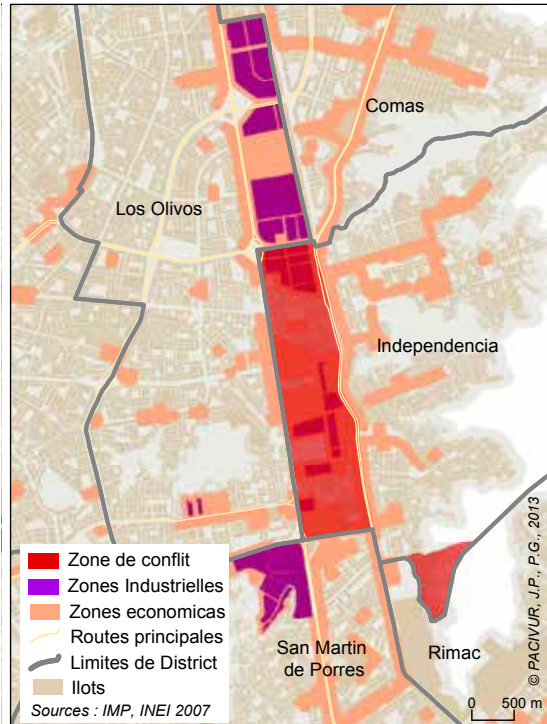 Comas
Los Olivos
Independencia
Zone de conflit
Zones Industrielles
Zones economicas
Routes principales
Limites de District
Ilots
Sources : IMP, INEI 2007
San Martin
de Porres
Rimac
0 500 m
© PACIVUR, J.P., P.G., 2013